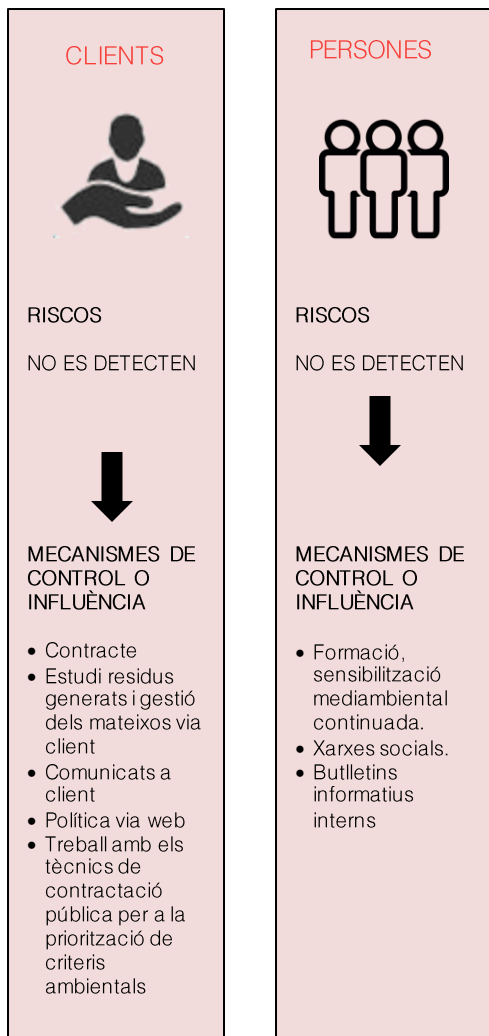 CLIENTS
RISCOS
NO ES DETECTEN
MECANISMES DE
CONTROL O
INFLUÈNCIA
• Contracte
• Estudi residus
generats i gestió
dels mateixos via
client
• Comunicats a
client
• Política via web
• Treball amb els
tècnics de
contractació
pública per a la
priorització de
criteris
ambientals
PERSONES
RISCOS
NO ES DETECTEN
MECANISMES DE
CONTROL O
INFLUÈNCIA
• Formació,
sensibilització
mediambiental
continuada.
• Xarxes socials.
• Butlletins
informatius
interns